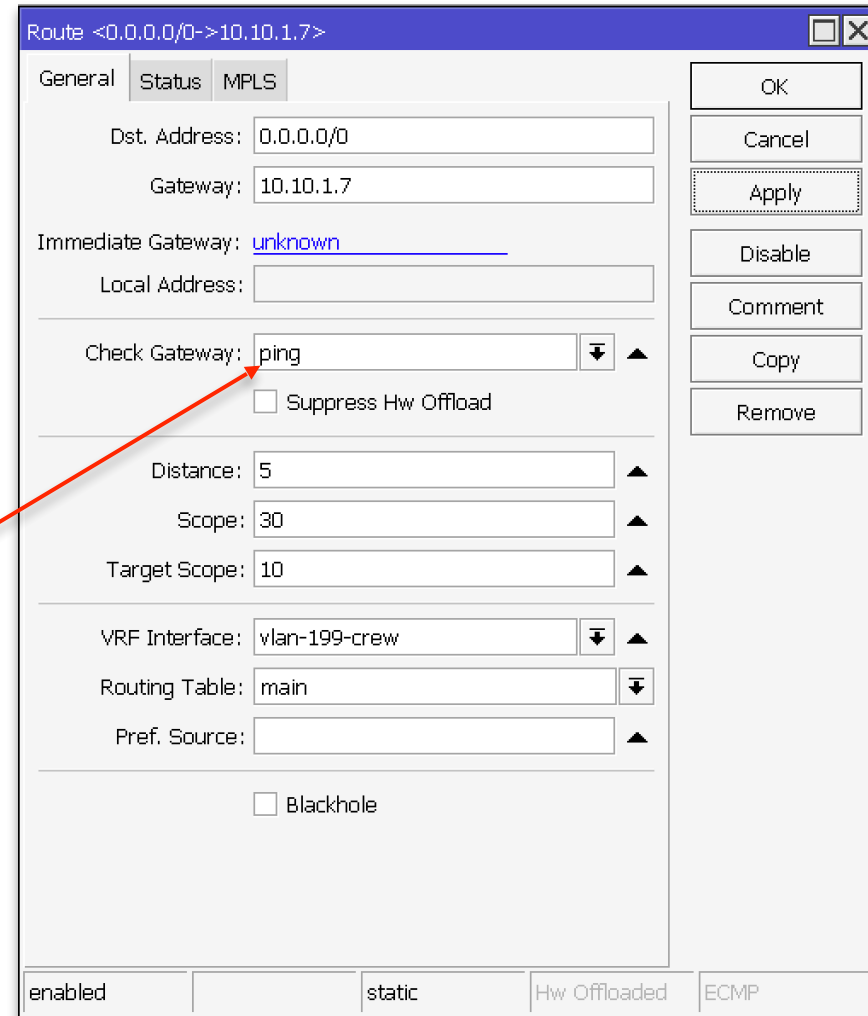 Route <0.0.0.0/0->10.10.1.7>
General Status MPLS
OK
Dst. Address: 0.0.0.0/0
Cancel
Gateway: 10.10.1.7
Apply
Immediate Gateway: unknown
Disable
Local Address:
Comment
Check Gateway: ping
Copy
Suppress Hw Offload
Remove
Distance: 5
Scope: 30
Target Scope: 10
VRF Interface: vlan-199-crew
Routing Table: main
Pref. Source:
Blackhole
enabled static Hw Offloaded ECMP